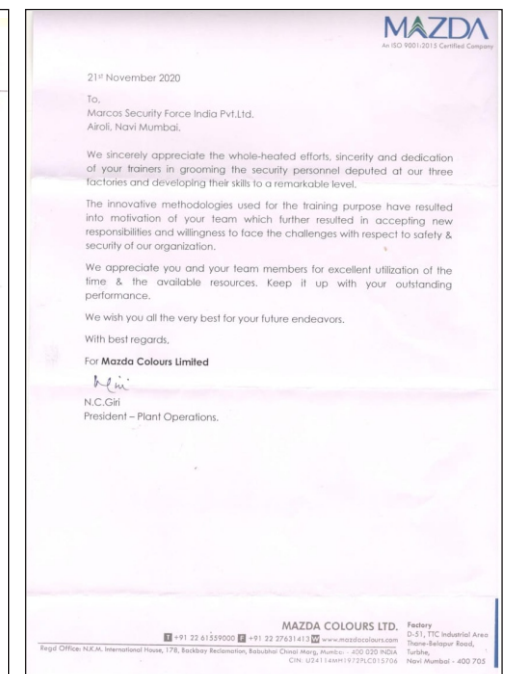 MAZDA
An ISO 9001:2015 Certified Company
21st November 2020
To,
Marcos Security Force India Pvt.Ltd.
Airoli, Navi Mumbai.
We sincerely appreciate the whole-heated efforts, sincerity and dedication
of your trainers in grooming the security personnel deputed at our three
factories and developing their skills to a remarkable level.
The innovative methodologies used for the training purpose have resulted
into motivation of your team which further resulted in accepting new
responsibilities and willingness to face the challenges with respect to safety &
security of our organization.
We appreciate you and your team members for excellent utilization of the
time & the available resources. Keep it up with your outstanding
performance.
We wish you all the very best for your future endeavors.
With best regards.
For Mazda Colours Limited
N.C.Giri
President – Plant Operations.
MAZDA COLOURS LTD.
T +91 22 61559000 F +91 22 27631413 W www.mazdacolours.com
Regd Office: N.K.M. International House, 178, Backbay Reclamation, Babubhai Chinai Marg, Mumbai - 400 020 INDIA
CIN: U24114MH1972PLC015706
Factory
D-51, TTC Industrial Area
Thane-Belapur Road,
Turbhe,
Navi Mumbai - 400 705